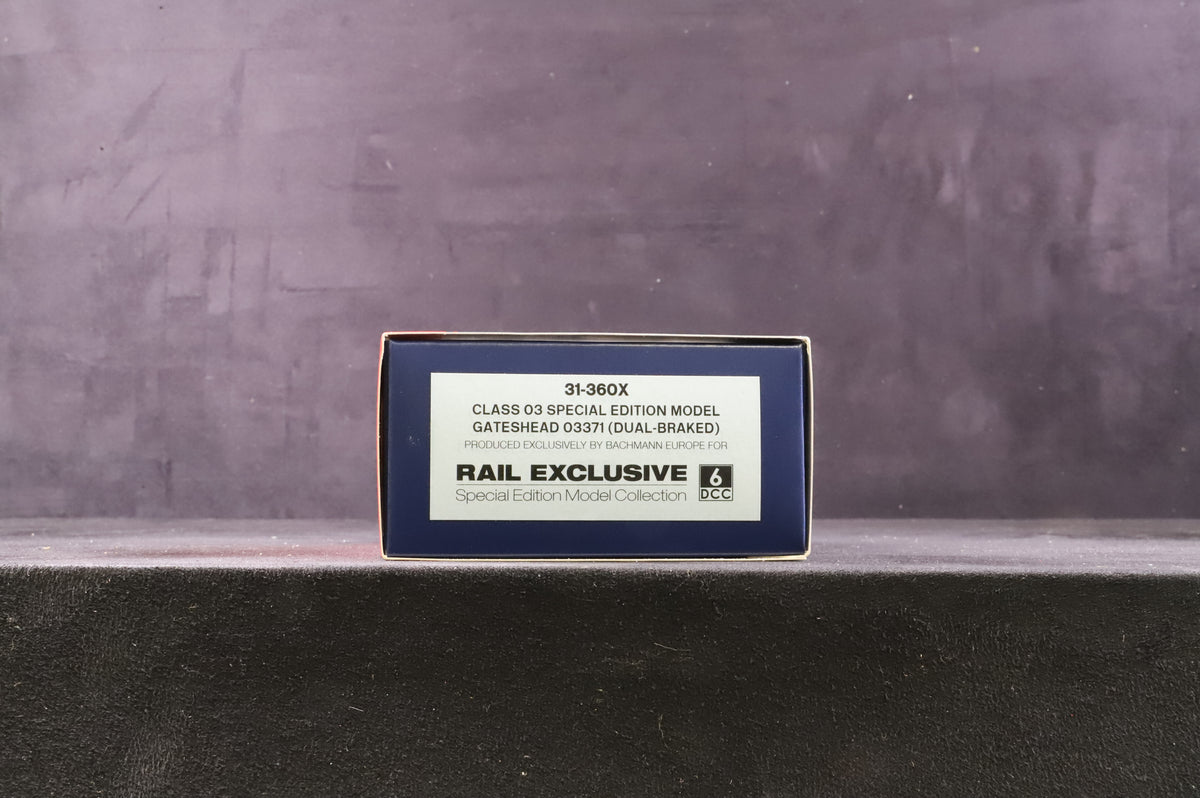 31-360X
CLASS 03 SPECIAL EDITION MODEL
GATESHEAD 03371 (DUAL-BRAKED)
PRODUCED EXCLUSIVELY BY BACHMANN EUROPE FOR
RAIL EXCLUSIVE
Special Edition Model Collection
6
DCC